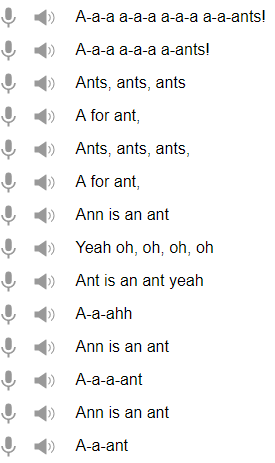 A-a-a a-a-a a-a-a a-a-ants!
A-a-a a-a-a a-ants!
Ants, ants, ants
A for ant,
Ants, ants, ants,
A for ant,
Ann is an ant
Yeah oh, oh, oh, oh
Ant is an ant yeah
A-a-ahh
Ann is an ant
A-a-a-ant
Ann is an ant
A-a-ant